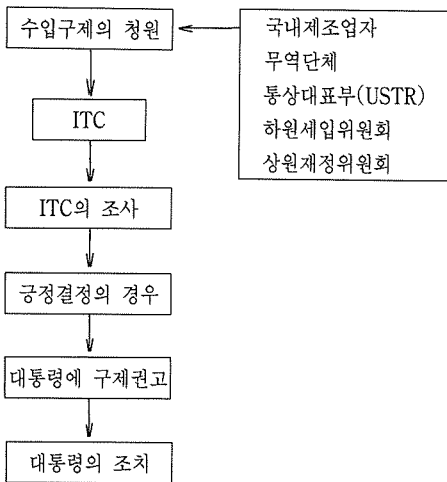 수입구제의 청원
국내제조업자
무역단체
통상대표부(USTR)
하원세입위원회
상원재정위원회
ITC
ITC의 조사
긍정결정의 경우
대통령에 구제권고
대통령의 조치